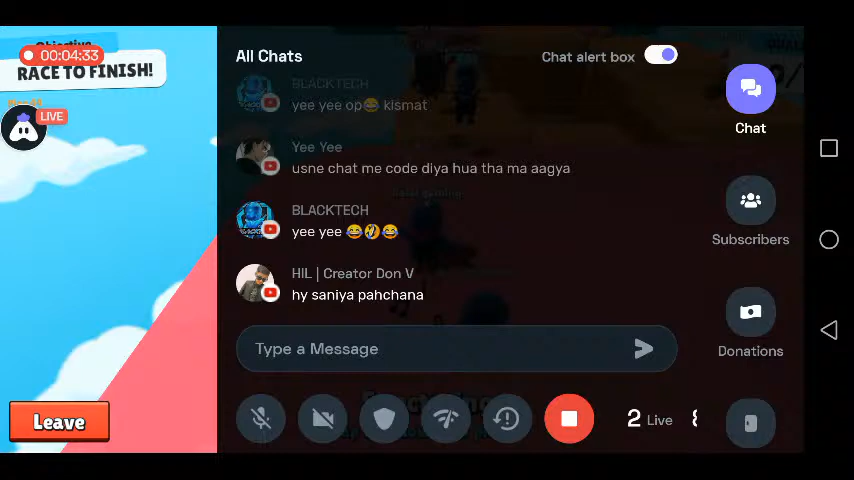 Objective
00:04:33
RACE TO FINISH!
LIVE
Leave
All Chats
Chat alert box
BLACKTECH
yee yee op😂 kismat
Yee Yee
usne chat me code diya hua tha ma aagya
BLACKTECH
yee yee 😂🤣😂
HIL | Creator Don V
hy saniya pahchana
Type a Message
2 Live
Chat
Subscribers
Donations